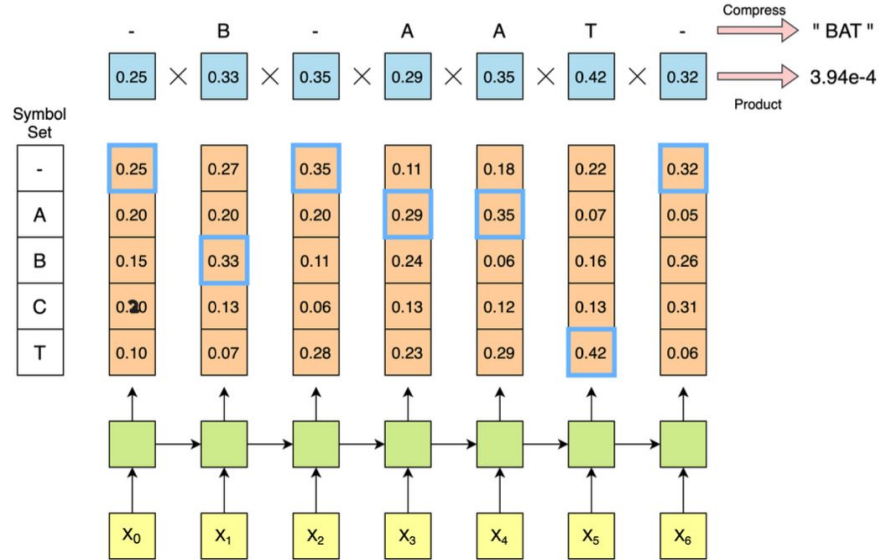 Compress
- B - A A T - " BAT "
0.25 × 0.33 × 0.35 × 0.29 × 0.35 × 0.42 × 0.32 3.94e-4
Product
Symbol
Set
- 0.25 0.27 0.35 0.11 0.18 0.22 0.32
A 0.20 0.20 0.20 0.29 0.35 0.07 0.05
B 0.15 0.33 0.11 0.24 0.06 0.16 0.26
C 0.20 0.13 0.06 0.13 0.12 0.13 0.31
T 0.10 0.07 0.28 0.23 0.29 0.42 0.06
X₀ X₁ X₂ X₃ X₄ X₅ X₆